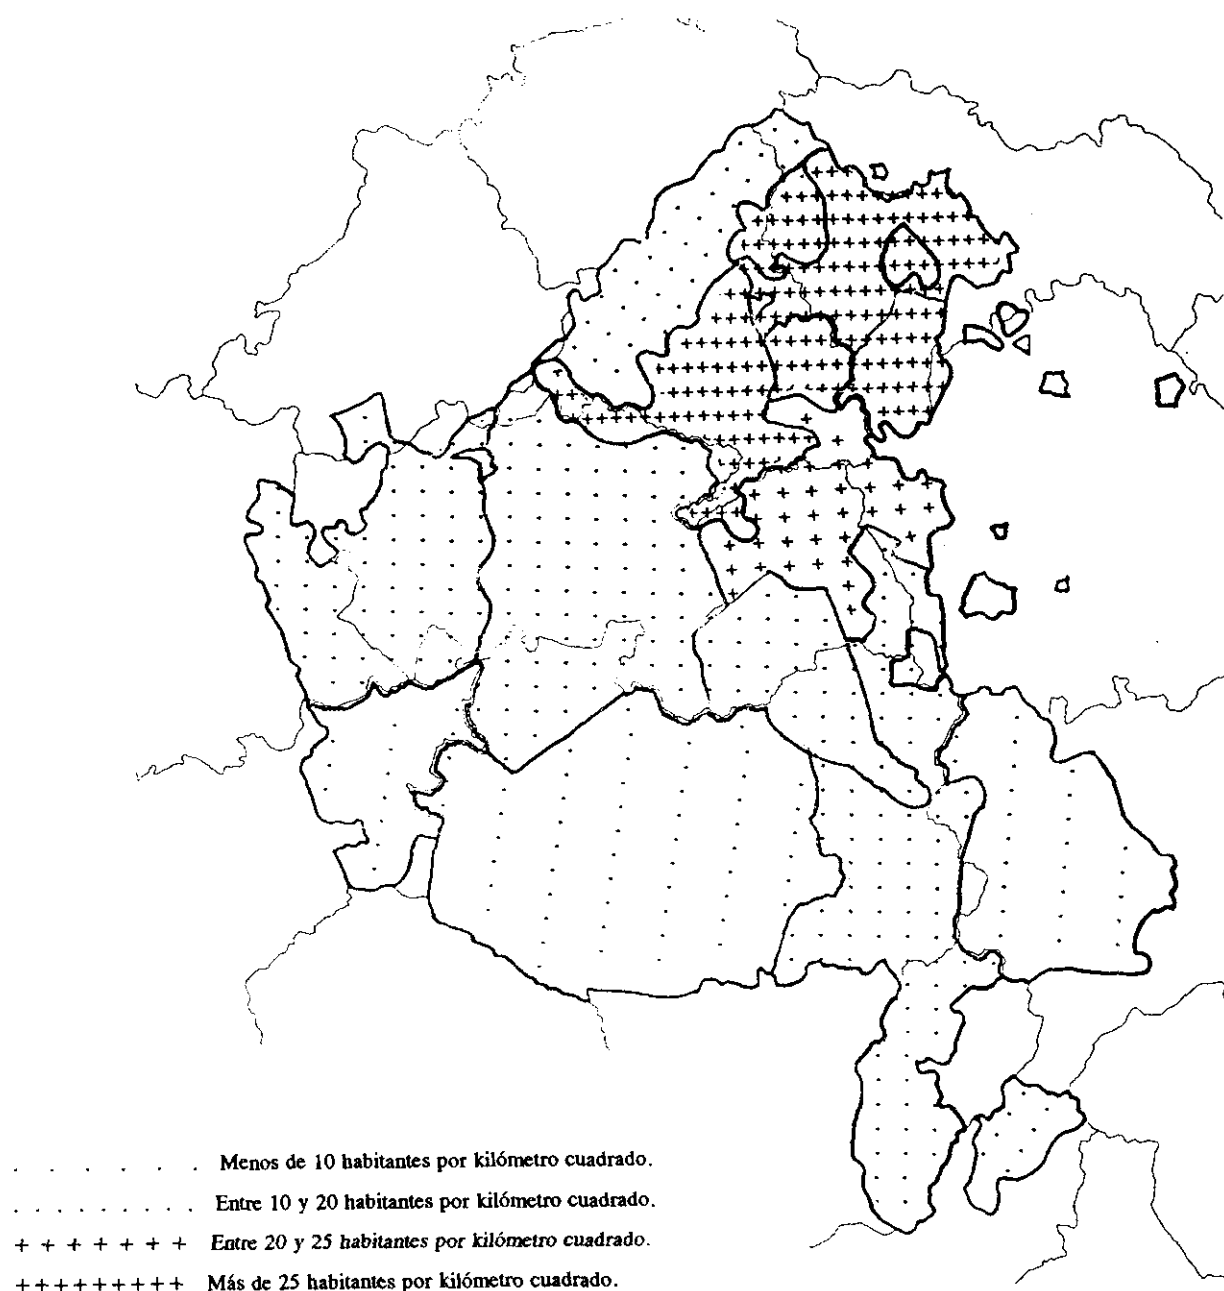 Menos de 10 habitantes por kilómetro cuadrado.
Entre 10 y 20 habitantes por kilómetro cuadrado.
Entre 20 y 25 habitantes por kilómetro cuadrado.
Más de 25 habitantes por kilómetro cuadrado.